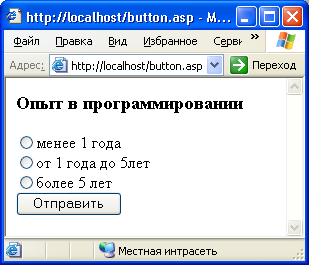 http://localhost/button.asp - M...
Файл Правка Вид Избранное Серви »
Адрес: http://localhost/button.asp Переход
Опыт в программировании
менее 1 года
от 1 года до 5лет
более 5 лет
Отправить
Местная интрасеть